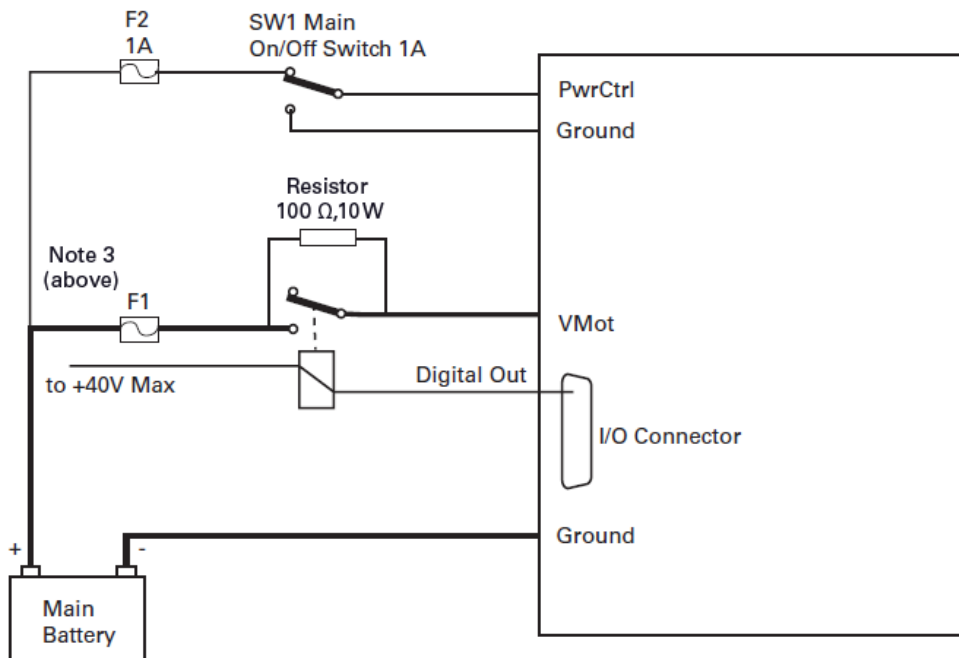 F2
1A
SW1 Main
On/Off Switch 1A
PwrCtrl
Ground
Resistor
100 Ω,10W
Note 3
(above)
F1
VMot
to +40V Max
Digital Out
I/O Connector
Ground
+
-
Main
Battery